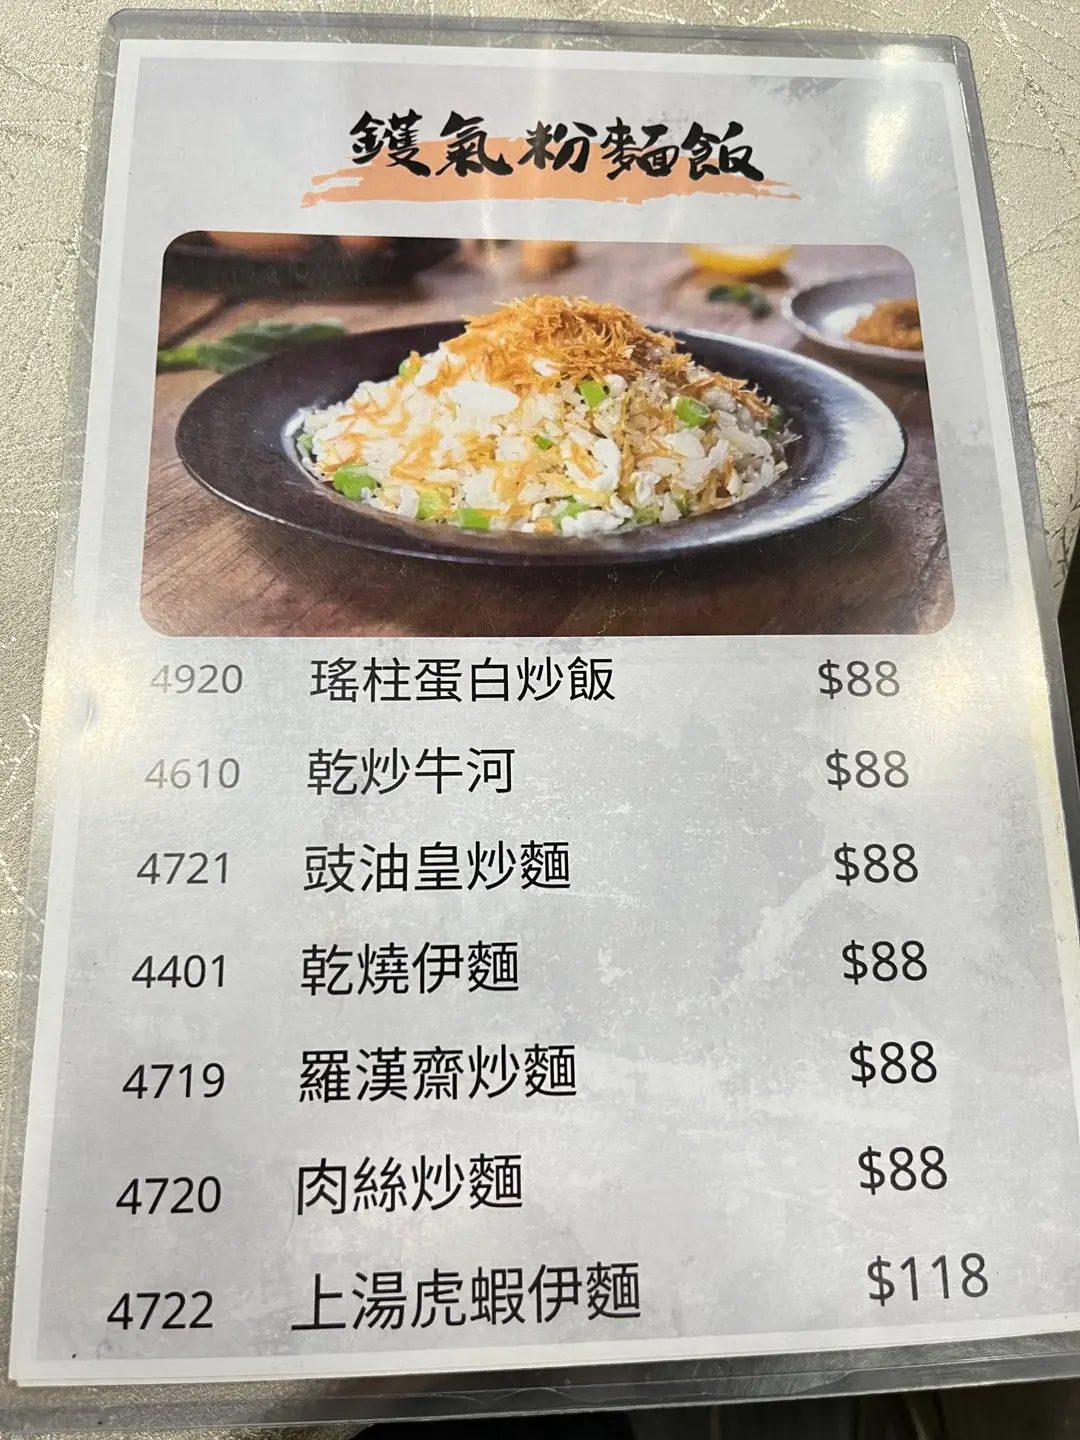 鑊氣粉麵飯
4920 瑤柱蛋白炒飯 $88
4610 乾炒牛河 $88
4721 豉油皇炒麵 $88
4401 乾燒伊麵 $88
4719 羅漢齋炒麵 $88
4720 肉絲炒麵 $88
4722 上湯虎蝦伊麵 $118